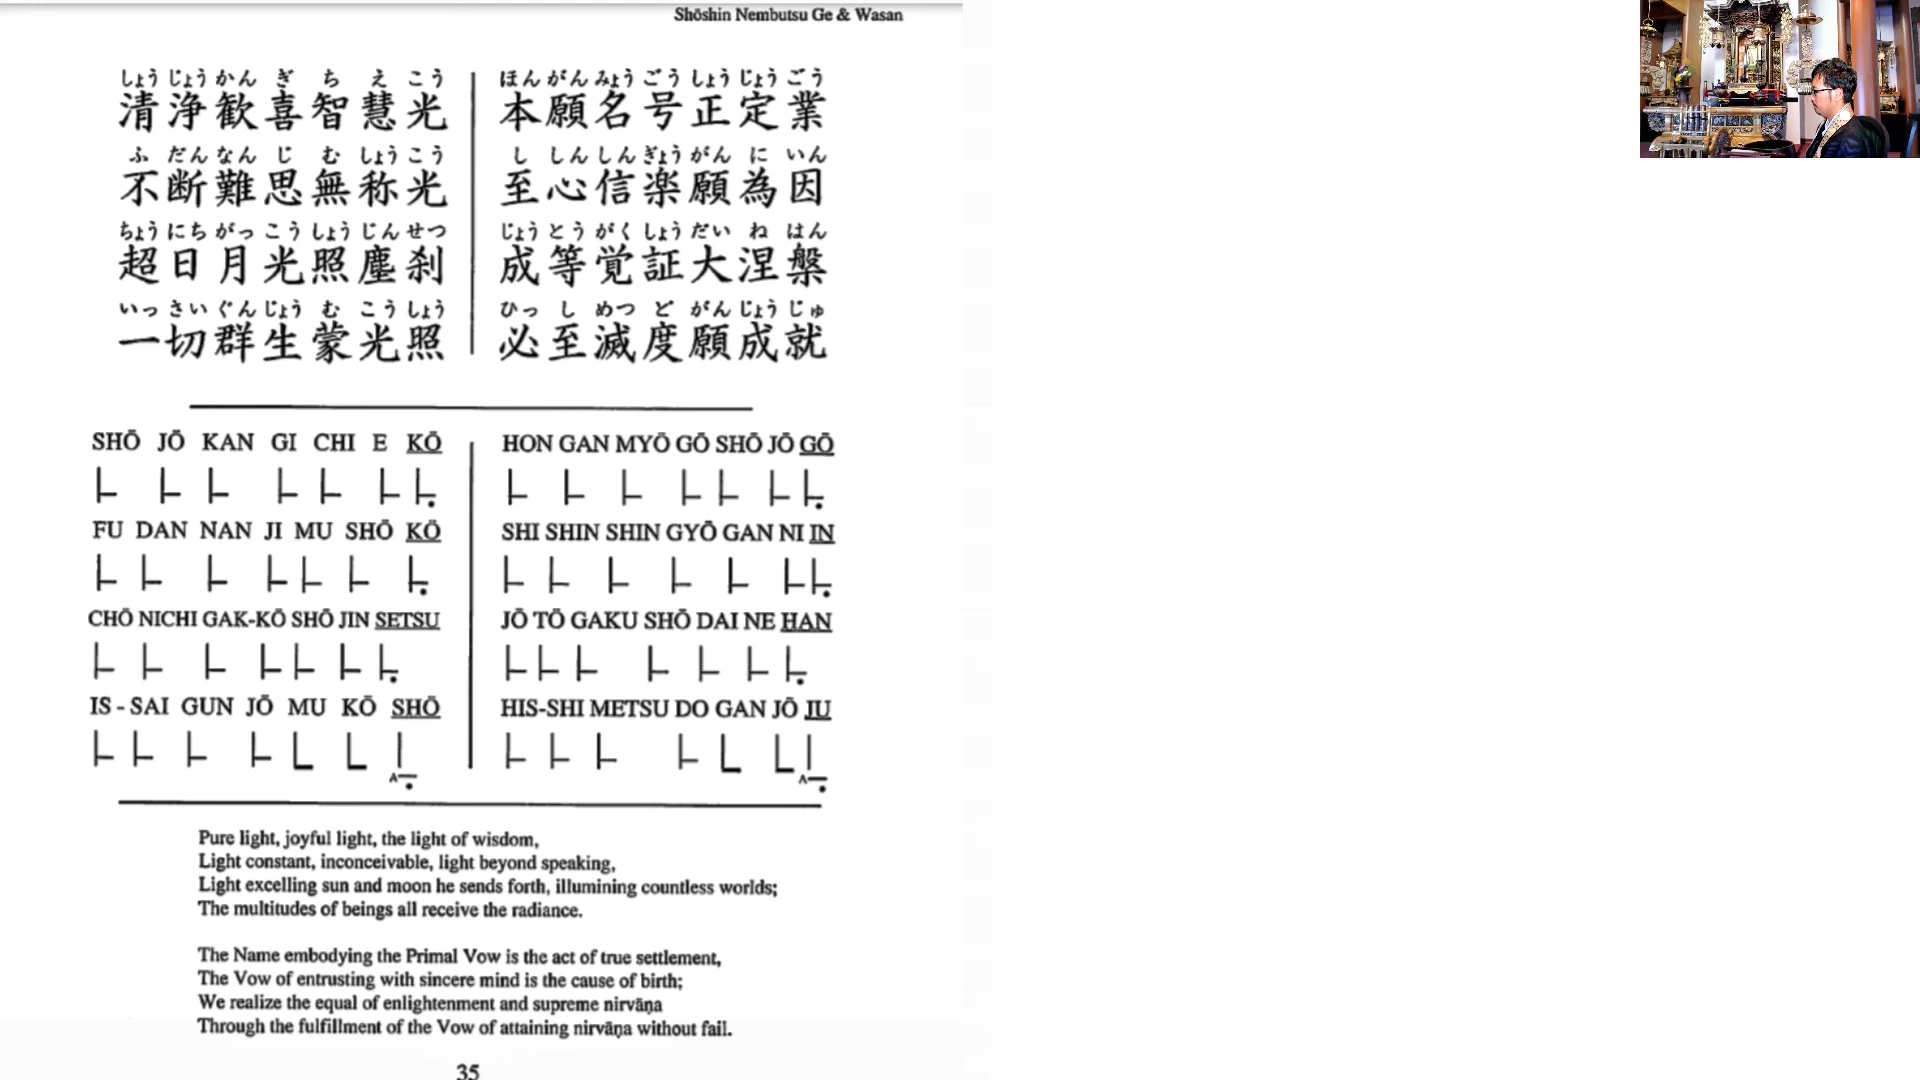 Shōshin Nembutsu Ge & Wasan
しょう じょう かん ぎ ち え こう
清浄歓喜智慧光
ふ だん なん じ む しょう こう
不断難思無称光
ちょう にち がっ こう しょう じん せつ
超日月光照塵刹
いっ さい ぐん じょう む こう しょう
一切群生蒙光照
ほん がん みょう ごう しょう じょう ごう
本願名号正定業
し しん しん ぎょう がん に いん
至心信楽願為因
じょう とう がく しょう だい ね はん
成等覚証大涅槃
ひっ し めつ ど がん じょう じゅ
必至滅度願成就
SHŌ JŌ KAN GI CHI E KŌ
FU DAN NAN JI MU SHŌ KŌ
CHŌ NICHI GAK-KŌ SHŌ JIN SETSU
IS - SAI GUN JŌ MU KŌ SHŌ
A
HON GAN MYŌ GŌ SHŌ JŌ GŌ
SHI SHIN SHIN GYŌ GAN NI IN
JŌ TŌ GAKU SHŌ DAI NE HAN
HIS-SHI METSU DO GAN JŌ JU
A
Pure light, joyful light, the light of wisdom,
Light constant, inconceivable, light beyond speaking,
Light excelling sun and moon he sends forth, illumining countless worlds;
The multitudes of beings all receive the radiance.
The Name embodying the Primal Vow is the act of true settlement,
The Vow of entrusting with sincere mind is the cause of birth;
We realize the equal of enlightenment and supreme nirvāṇa
Through the fulfillment of the Vow of attaining nirvāṇa without fail.
35